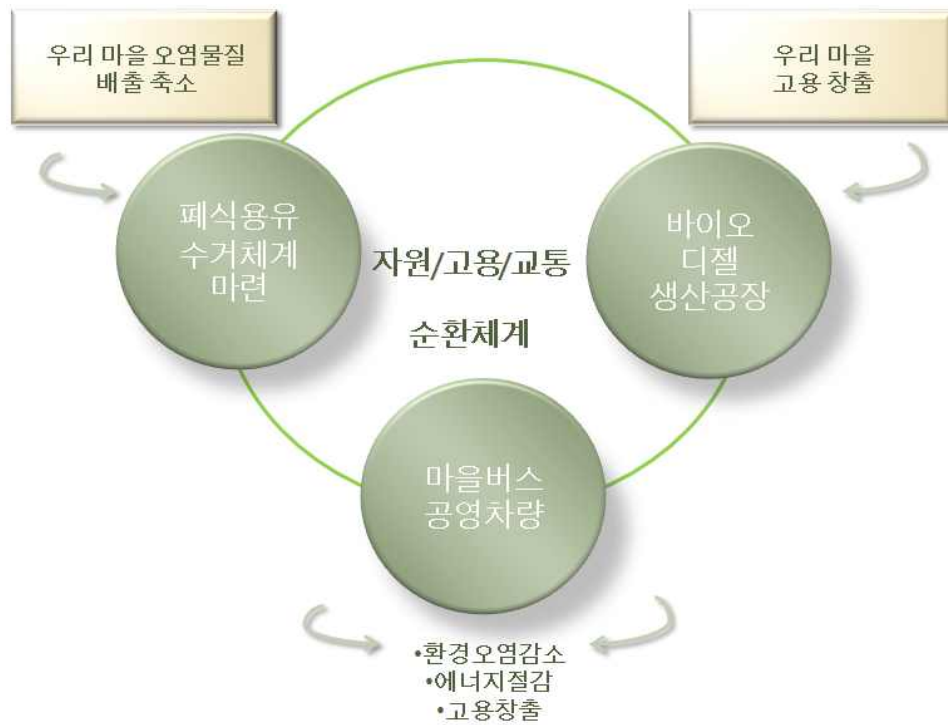 우리 마을 오염물질
배출 축소
우리 마을
고용 창출
폐식용유
수거체계
마련
자원/고용/교통
순환체계
바이오
디젤
생산공장
마을버스
공영차량
•환경오염감소
•에너지절감
•고용창출